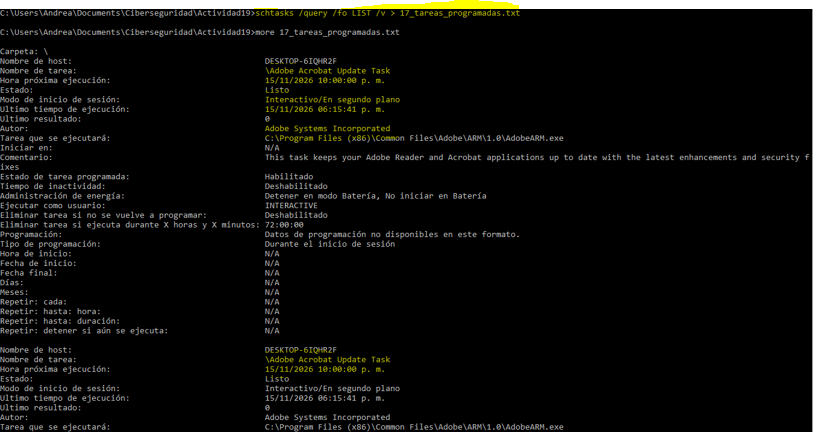 C:\Users\Andrea\Documents\Ciberseguridad\Actividad19>schtasks /query /fo LIST /v > 17_tareas_programadas.txt
C:\Users\Andrea\Documents\Ciberseguridad\Actividad19>more 17_tareas_programadas.txt
Carpeta: \
Nombre de host: DESKTOP-6IQHR2F
Nombre de tarea: \Adobe Acrobat Update Task
Hora próxima ejecución: 15/11/2026 10:00:00 p. m.
Estado: Listo
Modo de inicio de sesión: Interactivo/En segundo plano
Ultimo tiempo de ejecución: 15/11/2026 06:15:41 p. m.
Ultimo resultado: 0
Autor: Adobe Systems Incorporated
Tarea que se ejecutará: C:\Program Files (x86)\Common Files\Adobe\ARM\1.0\AdobeARM.exe
Iniciar en: N/A
Comentario: This task keeps your Adobe Reader and Acrobat applications up to date with the latest enhancements and security f
ixes
Estado de tarea programada: Habilitado
Tiempo de inactividad: Deshabilitado
Administración de energía: Detener en modo Batería, No iniciar en Batería
Ejecutar como usuario: INTERACTIVE
Eliminar tarea si no se vuelve a programar: Deshabilitado
Eliminar tarea si ejecuta durante X horas y X minutos: 72:00:00
Programación: Datos de programación no disponibles en este formato.
Tipo de programación: Durante el inicio de sesión
Hora de inicio: N/A
Fecha de inicio: N/A
Fecha final: N/A
Días: N/A
Meses: N/A
Repetir: cada: N/A
Repetir: hasta: hora: N/A
Repetir: hasta: duración: N/A
Repetir: detener si aún se ejecuta: N/A
Nombre de host: DESKTOP-6IQHR2F
Nombre de tarea: \Adobe Acrobat Update Task
Hora próxima ejecución: 15/11/2026 10:00:00 p. m.
Estado: Listo
Modo de inicio de sesión: Interactivo/En segundo plano
Ultimo tiempo de ejecución: 15/11/2026 06:15:41 p. m.
Ultimo resultado: 0
Autor: Adobe Systems Incorporated
Tarea que se ejecutará: C:\Program Files (x86)\Common Files\Adobe\ARM\1.0\AdobeARM.exe